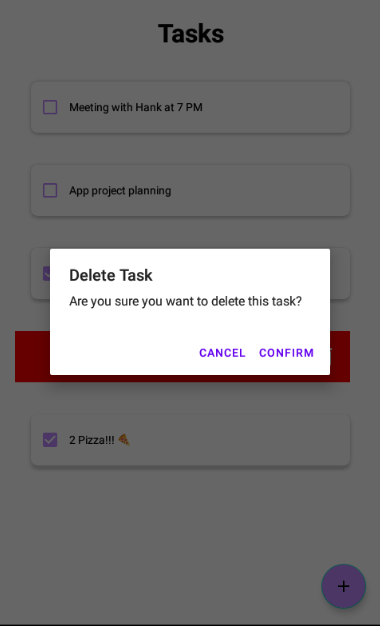 Tasks
Meeting with Hank at 7 PM
App project planning
Delete Task
Are you sure you want to delete this task?
CANCEL CONFIRM
2 Pizza!!! 🍕
+